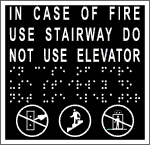 IN CASE OF FIRE
USE STAIRWAY DO
NOT USE ELEVATOR